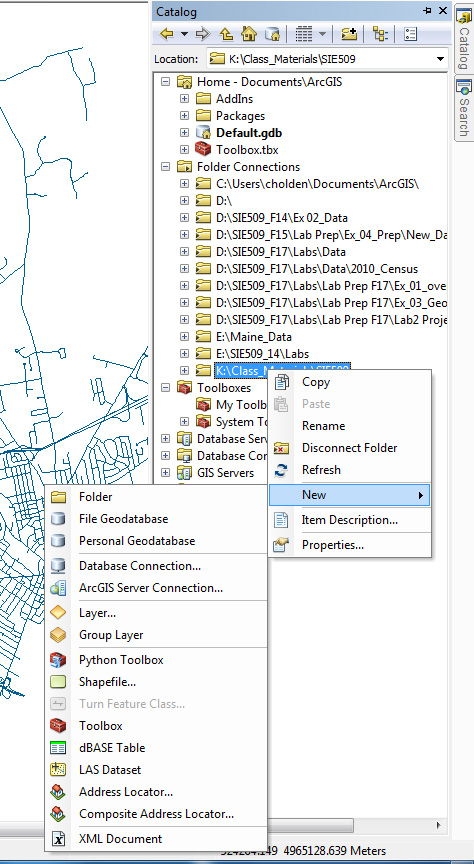 Catalog
Location: K:\Class_Materials\SIE509
Home - Documents\ArcGIS
AddIns
Packages
Default.gdb
Toolbox.tbx
Folder Connections
C:\Users\cholden\Documents\ArcGIS\
D:\
D:\SIE509_F14\Ex 02_Data
D:\SIE509_F15\Lab Prep\Ex_04_Prep\New_Da
D:\SIE509_F17\Labs\Data
D:\SIE509_F17\Labs\Data\2010_Census
D:\SIE509_F17\Labs\Lab Prep F17\Ex_01_ove
D:\SIE509_F17\Labs\Lab Prep F17\Ex_03_Geo
D:\SIE509_F17\Labs\Lab Prep F17\Lab2 Proje
E:\Maine_Data
E:\SIE509_14\Labs
K:\Class_Materials\SIE509
Toolboxes
My Toolb
System To
Database Serv
Database Con
GIS Servers
Copy
Paste
Rename
Disconnect Folder
Refresh
New
Item Description...
Properties...
Folder
File Geodatabase
Personal Geodatabase
Database Connection...
ArcGIS Server Connection...
Layer...
Group Layer
Python Toolbox
Shapefile...
Turn Feature Class...
Toolbox
dBASE Table
LAS Dataset
Address Locator...
Composite Address Locator...
XML Document
4965128.639 Meters
Catalog
Search